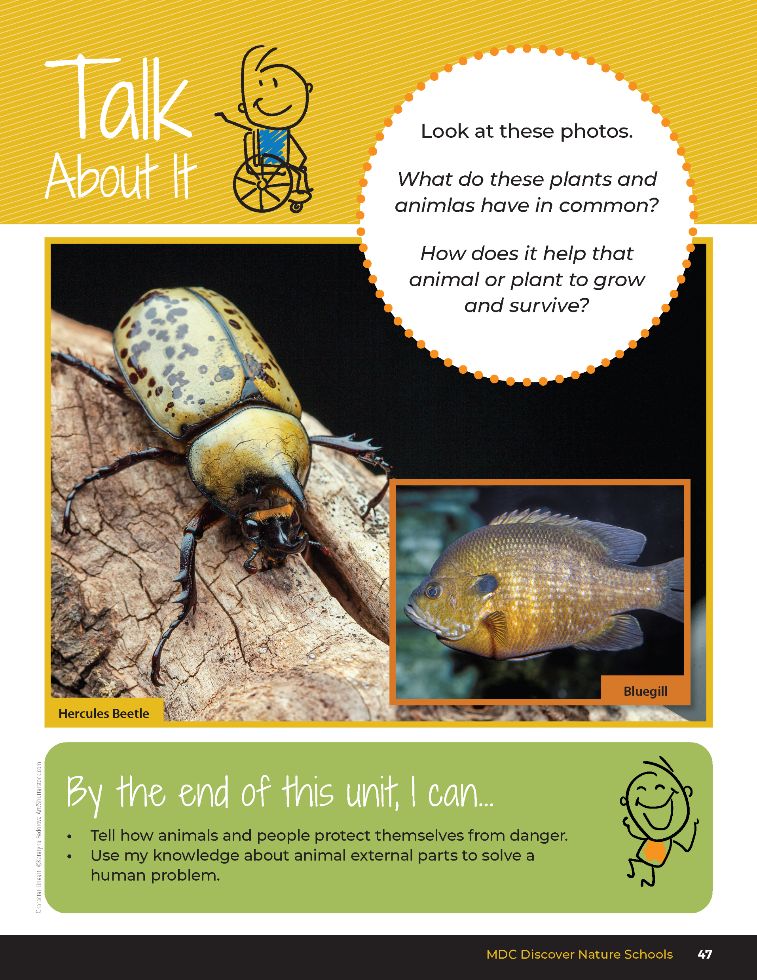 Talk
About It
Look at these photos.
What do these plants and
animlas have in common?
How does it help that
animal or plant to grow
and survive?
Hercules Beetle
Bluegill
By the end of this unit, I can...
• Tell how animals and people protect themselves from danger.
• Use my knowledge about animal external parts to solve a
human problem.
MDC Discover Nature Schools 47